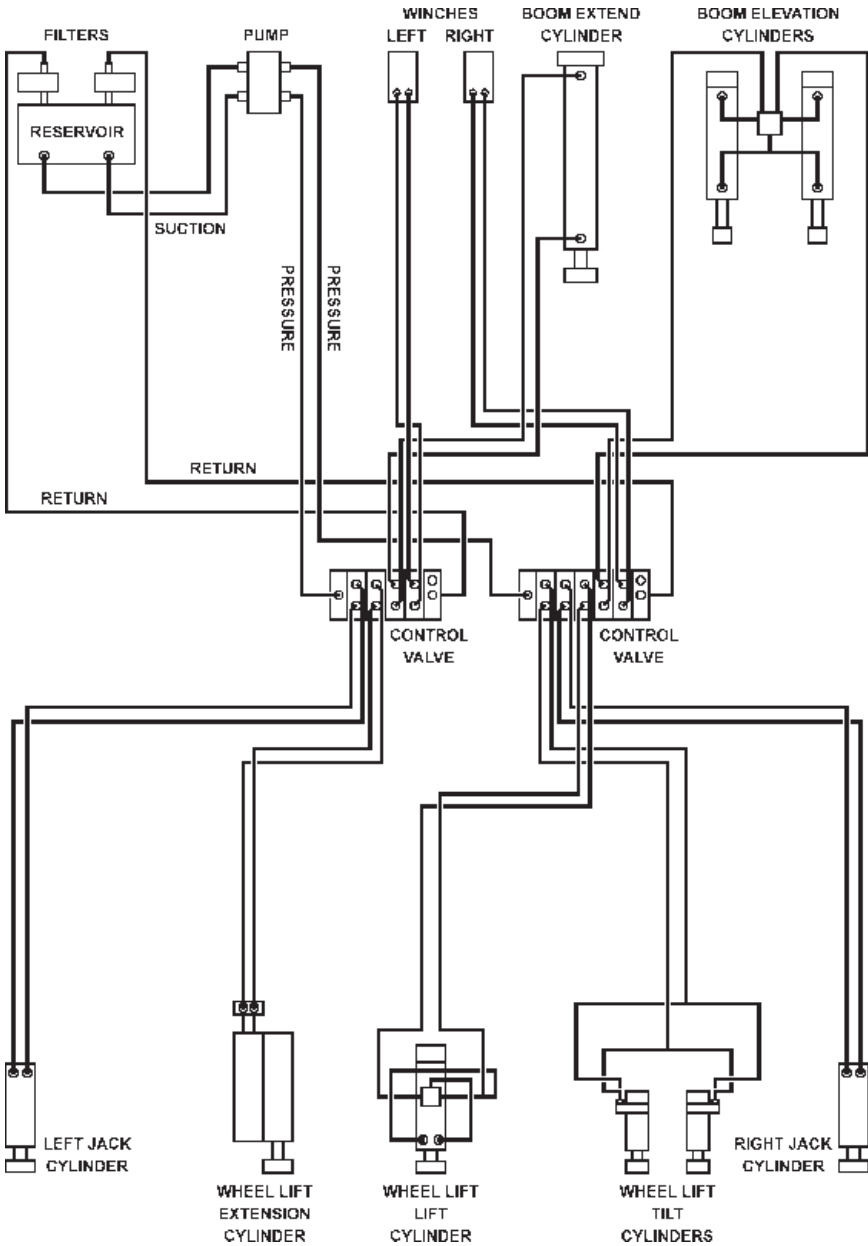 FILTERS
PUMP
WINCHES
LEFT RIGHT
BOOM EXTEND
CYLINDER
BOOM ELEVATION
CYLINDERS
RESERVOIR
SUCTION
PRESSURE
PRESSURE
RETURN
RETURN
CONTROL
VALVE
CONTROL
VALVE
LEFT JACK
CYLINDER
WHEEL LIFT
EXTENSION
CYLINDER
WHEEL LIFT
LIFT
CYLINDER
WHEEL LIFT
TILT
CYLINDERS
RIGHT JACK
CYLINDER